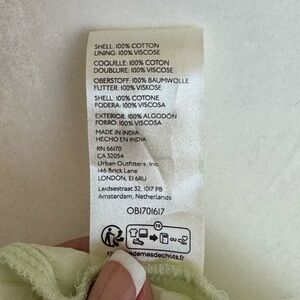 SHELL: 100% COTTON
LINING: 100% VISCOSE
COQUILLE: 100% COTON
DOUBLURE: 100% VISCOSE
OBERSTOFF: 100% BAUMWOLLE
FUTTER: 100% VISKOSE
SHELL: 100% COTONE
FODERA: 100% VISCOSA
EXTERIOR: 100% ALGODÓN
FORRO: 100% VISCOSA
MADE IN INDIA
HECHO EN INDIA
RN 66170
CA 32054
Urban Outfitters, Inc.
146 Brick Lane
LONDON, E1 6RU
Leidsestraat 32, 1017 PB
Amsterdam, Netherlands
OB1701617
FR